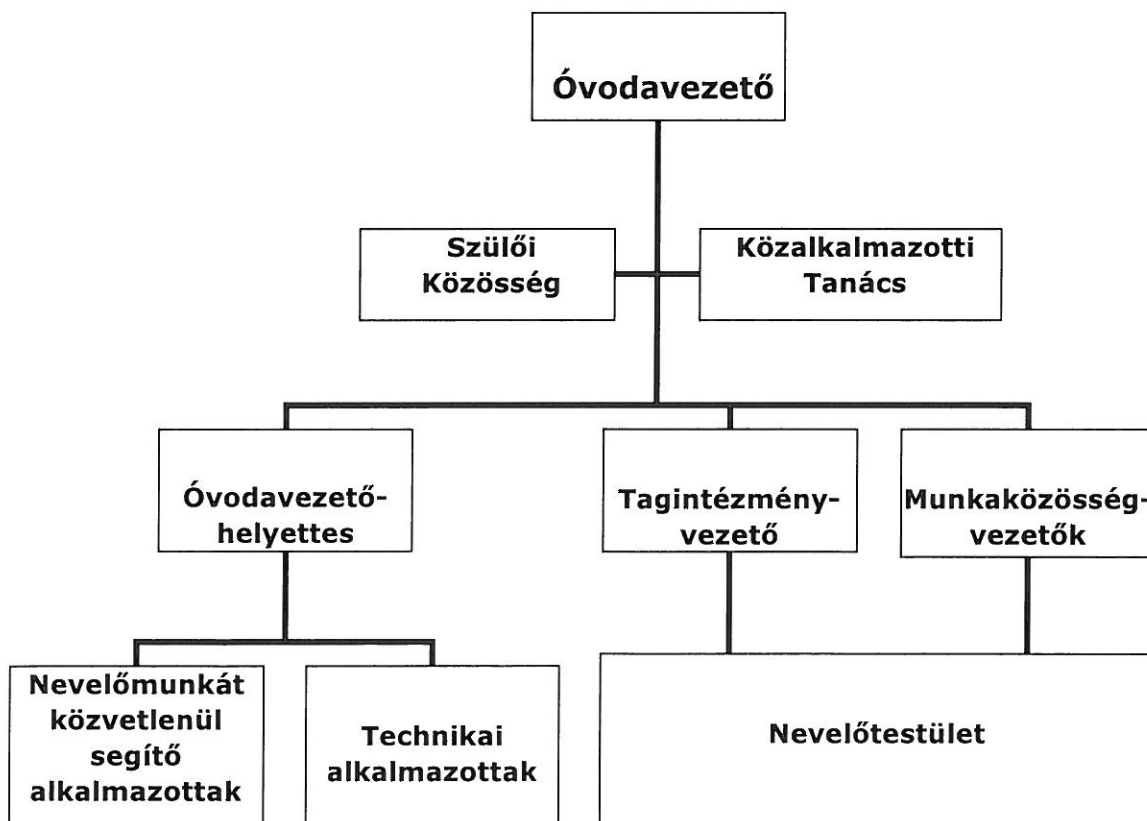 Óvodavezető
Szülői
Közösség
Közalkalmazotti
Tanács
Óvodavezető-
helyettes
Tagintézmény-
vezető
Munkaközösség-
vezetők
Nevelőmunkát
közvetlenül
segítő
alkalmazottak
Technikai
alkalmazottak
Nevelőtestület